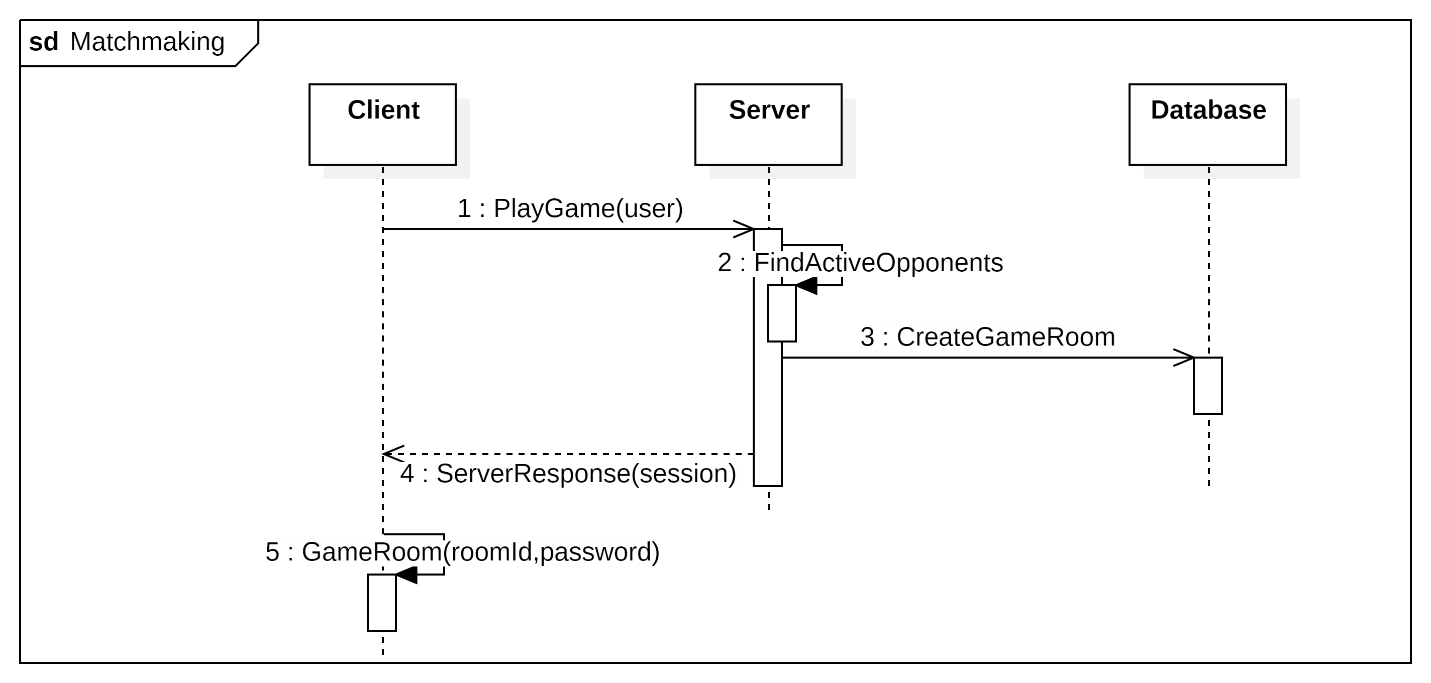 sd Matchmaking
Client
Server
Database
1 : PlayGame(user)
2 : FindActiveOpponents
3 : CreateGameRoom
4 : ServerResponse(session)
5 : GameRoom(roomId,password)